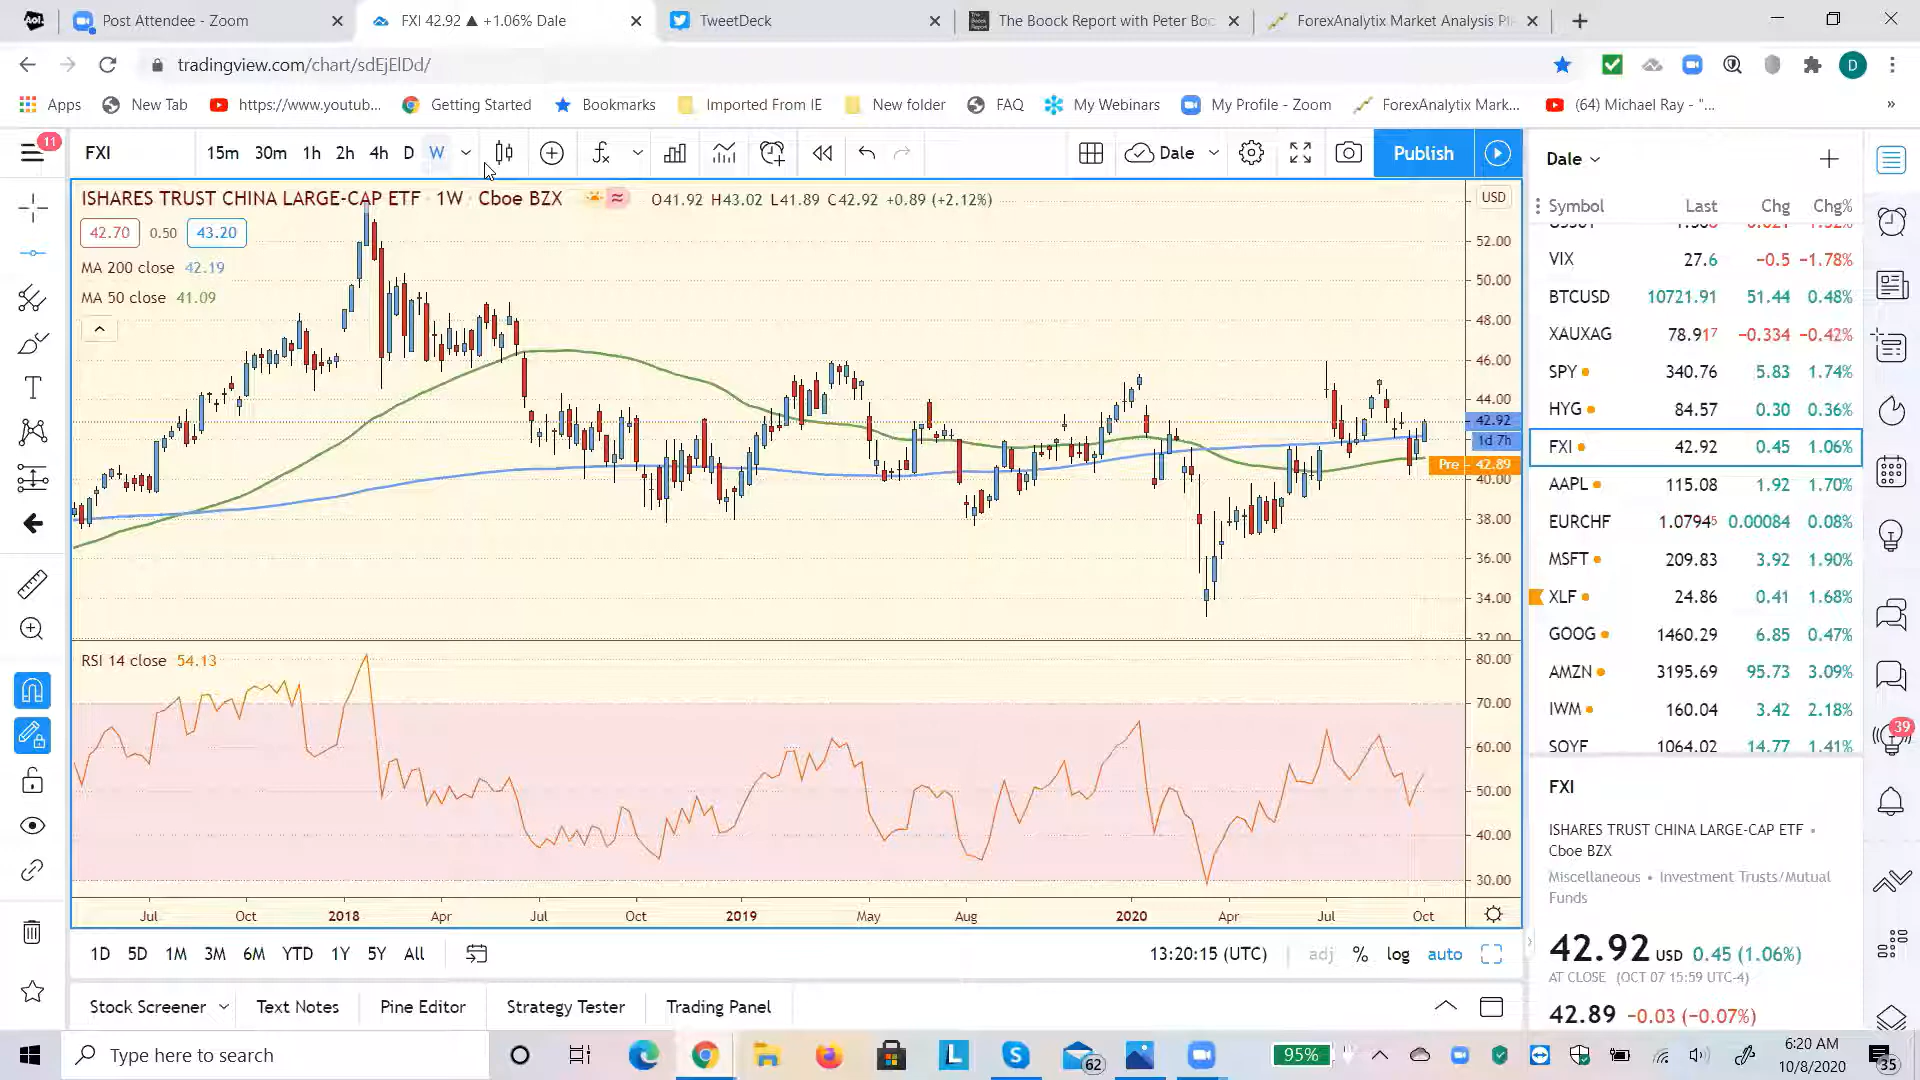 Aol. Post Attendee - Zoom FXI 42.92 ▲ +1.06% Dale TweetDeck The Boock Report with Peter Boo ForexAnalytix Market Analysis Pl
tradingview.com/chart/sdEjElDd/ D
Apps New Tab https://www.youtub... Getting Started Bookmarks Imported From IE New folder FAQ My Webinars My Profile - Zoom ForexAnalytix Mark... (64) Michael Ray - "... »
11 FXI 15m 30m 1h 2h 4h D W Dale Publish
Dale
ISHARES TRUST CHINA LARGE-CAP ETF · 1W · Cboe BZX O41.92 H43.02 L41.89 C42.92 +0.89 (+2.12%) USD
42.70 0.50 43.20
MA 200 close 42.19
MA 50 close 41.09
52.00
50.00
48.00
46.00
44.00
42.92
1d 7h
Pre 42.89
40.00
38.00
36.00
34.00
32.00
RSI 14 close 54.13
80.00
70.00
60.00
50.00
40.00
30.00
Jul Oct 2018 Apr Jul Oct 2019 May Aug 2020 Apr Jul Oct
1D 5D 1M 3M 6M YTD 1Y 5Y All 13:20:15 (UTC) adj % log auto
Stock Screener Text Notes Pine Editor Strategy Tester Trading Panel
Symbol Last Chg Chg%
VIX 27.6 −0.5 −1.78%
BTCUSD 10721.91 51.44 0.48%
XAUXAG 78.917 −0.334 −0.42%
SPY 340.76 5.83 1.74%
HYG 84.57 0.30 0.36%
FXI 42.92 0.45 1.06%
AAPL 115.08 1.92 1.70%
EURCHF 1.07945 0.00084 0.08%
MSFT 209.83 3.92 1.90%
XLF 24.86 0.41 1.68%
GOOG 1460.29 6.85 0.47%
AMZN 3195.69 95.73 3.09%
IWM 160.04 3.42 2.18%
SOYF 1064.02 14.77 1.41%
39
FXI
ISHARES TRUST CHINA LARGE-CAP ETF •
Cboe BZX
Miscellaneous • Investment Trusts/Mutual
Funds
42.92 USD 0.45 (1.06%)
AT CLOSE (OCT 07 15:59 UTC-4)
42.89 −0.03 (−0.07%)
Type here to search 62 95% 6:20 AM
10/8/2020 35